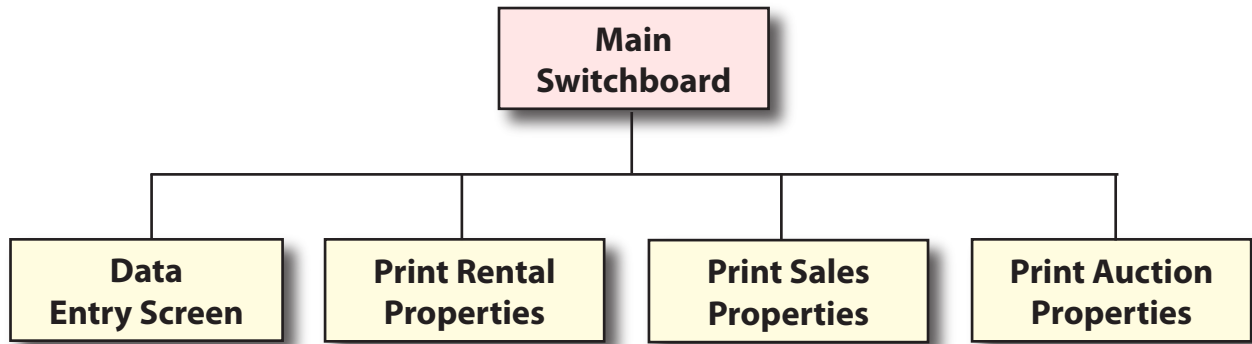 Main
Switchboard
Data
Entry Screen
Print Rental
Properties
Print Sales
Properties
Print Auction
Properties